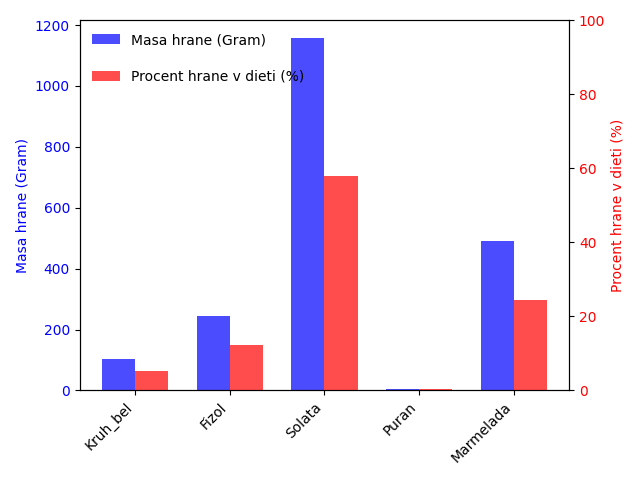 1200
1000
800
600
400
200
0
Masa hrane (Gram)
Masa hrane (Gram)
Procent hrane v dieti (%)
100
80
60
40
20
0
Procent hrane v dieti (%)
Kruh_bel
Fizol
Solata
Puran
Marmelada